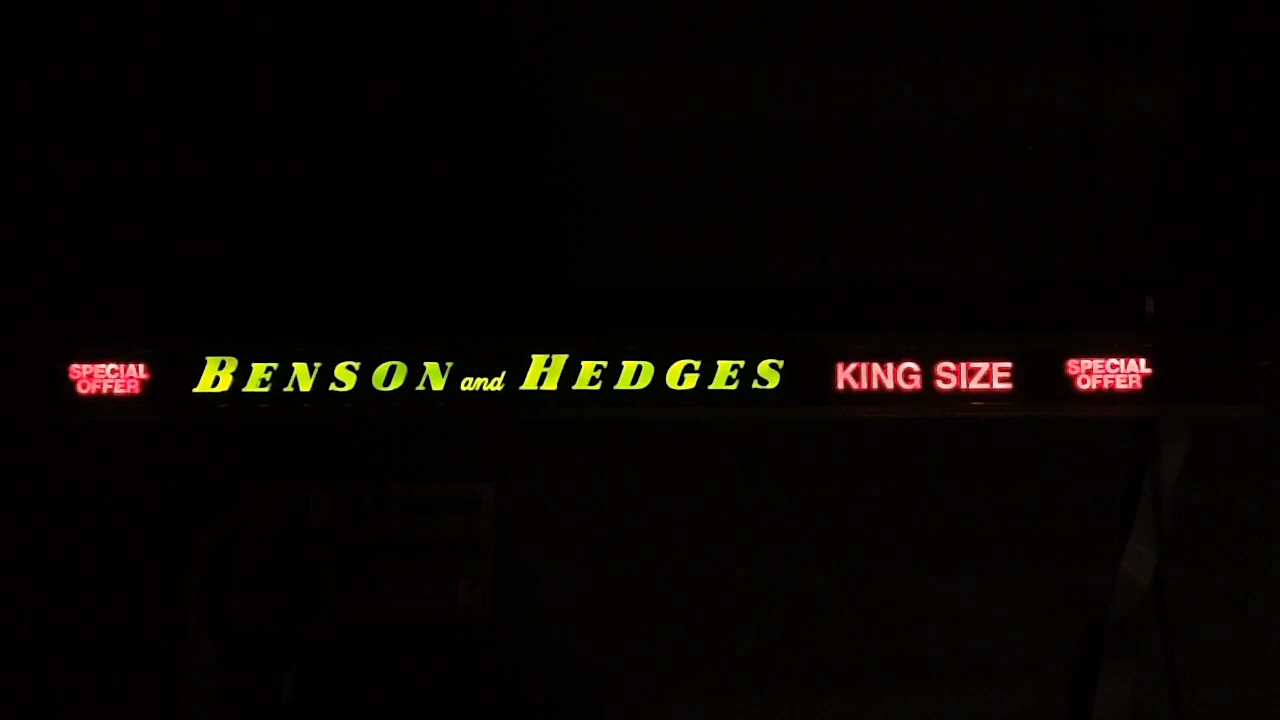 SPECIAL
OFFER
BENSON and HEDGES KING SIZE
SPECIAL
OFFER